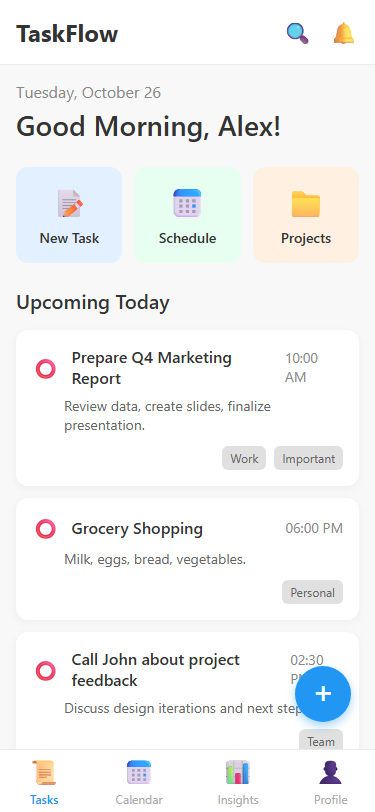 TaskFlow
Tuesday, October 26
Good Morning, Alex!
New Task
Schedule
Projects
Upcoming Today
Prepare Q4 Marketing
Report
10:00
AM
Review data, create slides, finalize
presentation.
Work
Important
Grocery Shopping
06:00 PM
Milk, eggs, bread, vegetables.
Personal
Call John about project
feedback
02:30
+
Discuss design iterations and next
Team
Tasks
Calendar
Insights
Profile